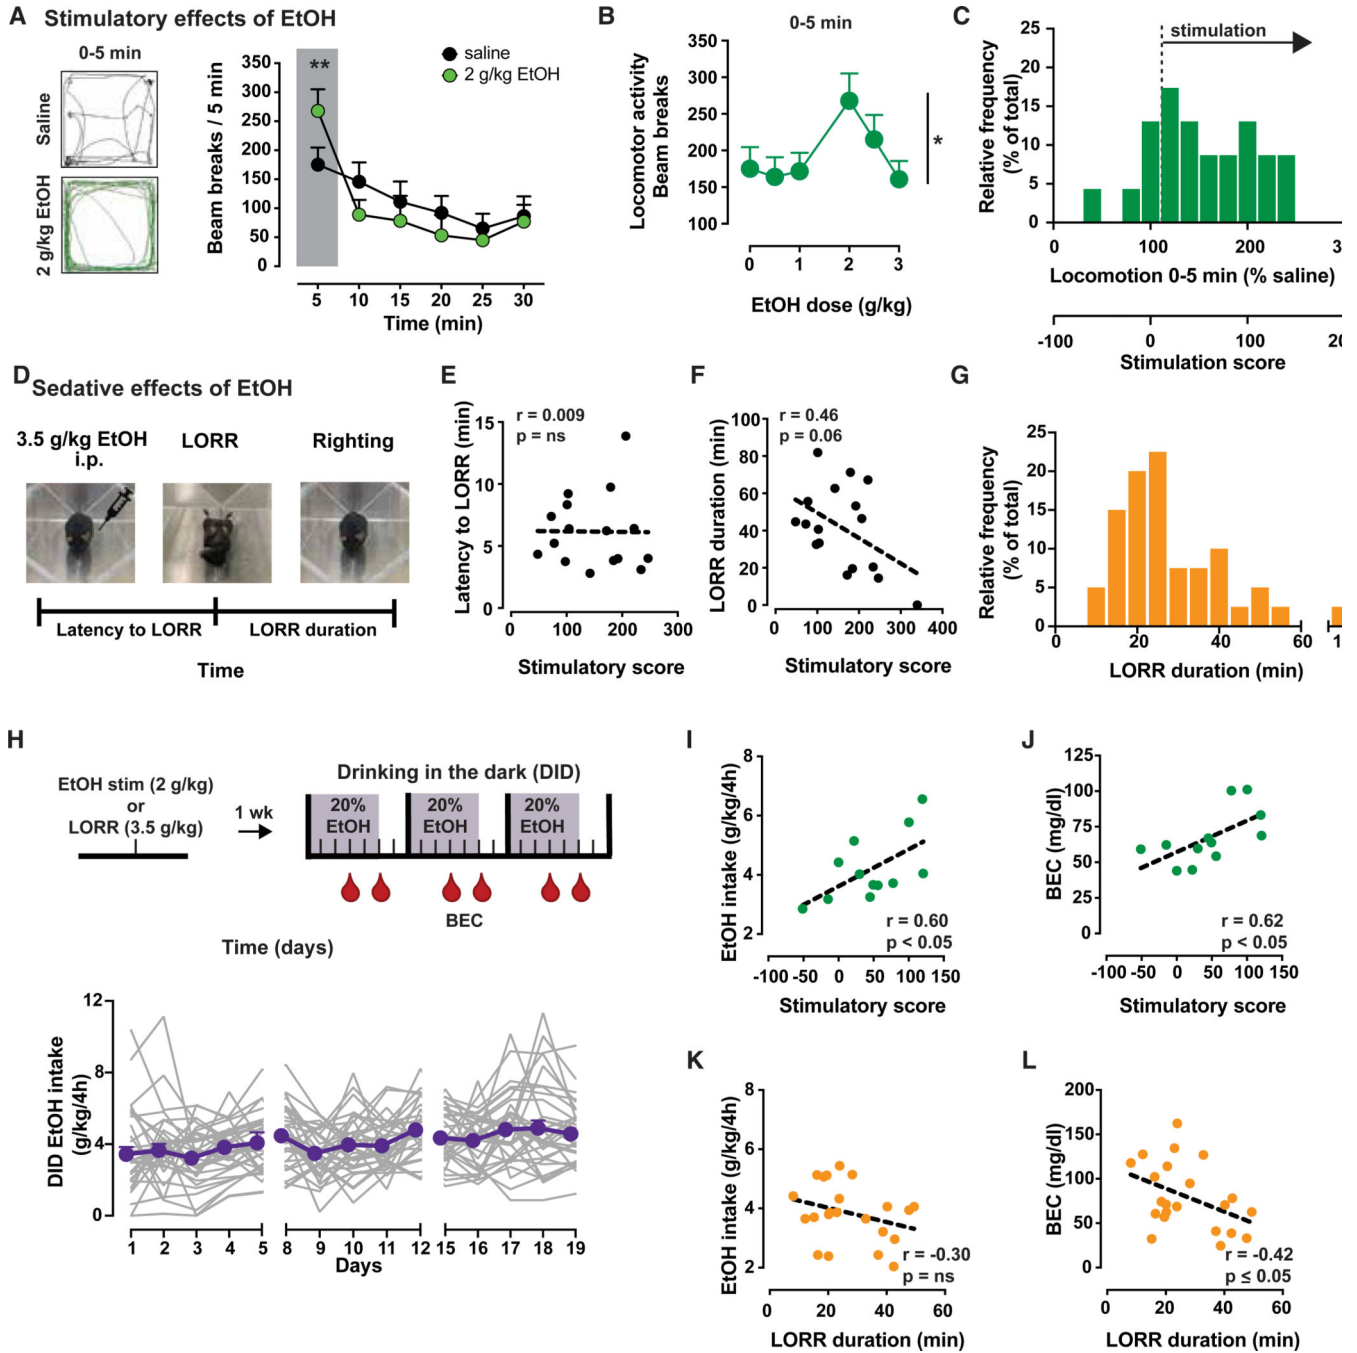 A Stimulatory effects of EtOH
0-5 min
Saline
2 g/kg EtOH
Beam breaks / 5 min
350
300
250
200
150
100
50
0
**
saline
2 g/kg EtOH
5 10 15 20 25 30
Time (min)
B
0-5 min
Locomotor activity
Beam breaks
350
300
250
200
150
100
*
0 1 2 3
EtOH dose (g/kg)
C
stimulation
Relative frequency
(% of total)
25
20
15
10
5
0
0 100 200 3
Locomotion 0-5 min (% saline)
-100 0 100 20
Stimulation score
D Sedative effects of EtOH
3.5 g/kg EtOH
i.p.
LORR
Righting
Latency to LORR
LORR duration
Time
E
r = 0.009
p = ns
Latency to LORR (min)
15
10
5
0
0 100 200 300
Stimulatory score
F
r = 0.46
p = 0.06
LORR duration (min)
100
80
60
40
20
0
0 100 200 300 400
Stimulatory score
G
Relative frequency
(% of total)
25
20
15
10
5
0
0 20 40 60 1
LORR duration (min)
H
EtOH stim (2 g/kg)
or
LORR (3.5 g/kg)
1 wk
Drinking in the dark (DID)
20%
EtOH
20%
EtOH
20%
EtOH
BEC
Time (days)
DID EtOH intake
(g/kg/4h)
12
8
4
0
1 2 3 4 5 8 9 10 11 12 15 16 17 18 19
Days
I
EtOH intake (g/kg/4h)
8
6
4
2
r = 0.60
p < 0.05
-100 -50 0 50 100 150
Stimulatory score
J
BEC (mg/dl)
125
100
75
50
25
0
r = 0.62
p < 0.05
-100 -50 0 50 100 150
Stimulatory score
K
EtOH intake (g/kg/4h)
8
6
4
2
r = -0.30
p = ns
0 20 40 60
LORR duration (min)
L
BEC (mg/dl)
200
150
100
50
0
r = -0.42
p ≤ 0.05
0 20 40 60
LORR duration (min)